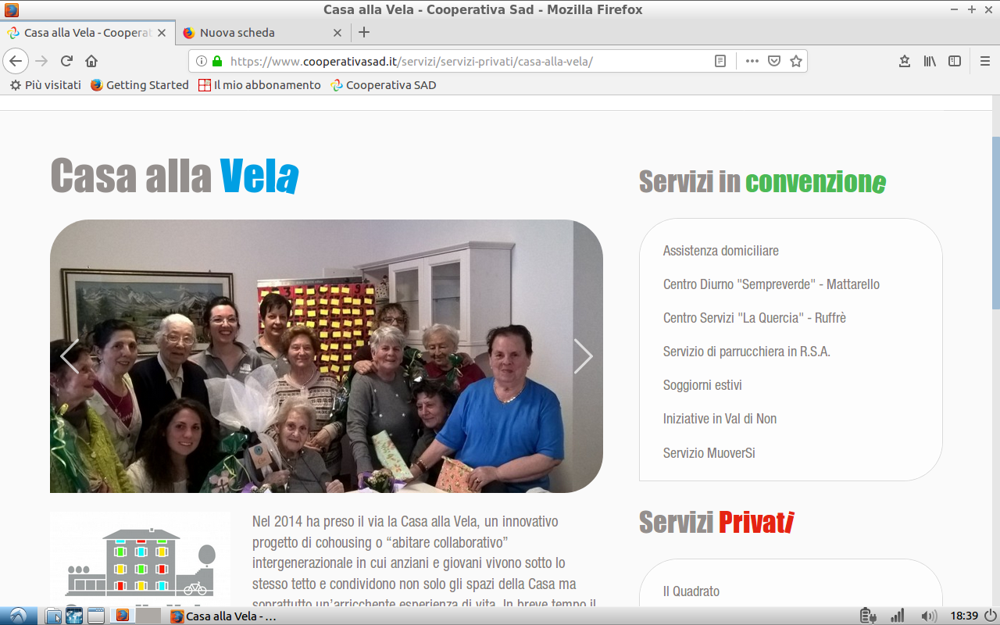 Casa alla Vela - Cooperativa Sad - Mozilla Firefox
Casa alla Vela - Cooperat
Nuova scheda
https://www.cooperativasad.it/servizi/servizi-privati/casa-alla-vela/
Più visitati
Getting Started
Il mio abbonamento
Cooperativa SAD
Casa alla Vela
Servizi in convenzione
Assistenza domiciliare
Centro Diurno "Sempreverde" - Mattarello
Centro Servizi "La Quercia" - Ruffrè
Servizio di parrucchiera in R.S.A.
Soggiorni estivi
Iniziative in Val di Non
Servizio MuoverSi
Nel 2014 ha preso il via la Casa alla Vela, un innovativo
progetto di cohousing o “abitare collaborativo”
intergenerazionale in cui anziani e giovani vivono sotto lo
stesso tetto e condividono non solo gli spazi della Casa ma
soprattutto un’arricchente esperienza di vita. In breve tempo il
Servizi Privati
Il Quadrato
Casa alla Vela - ...
18:39